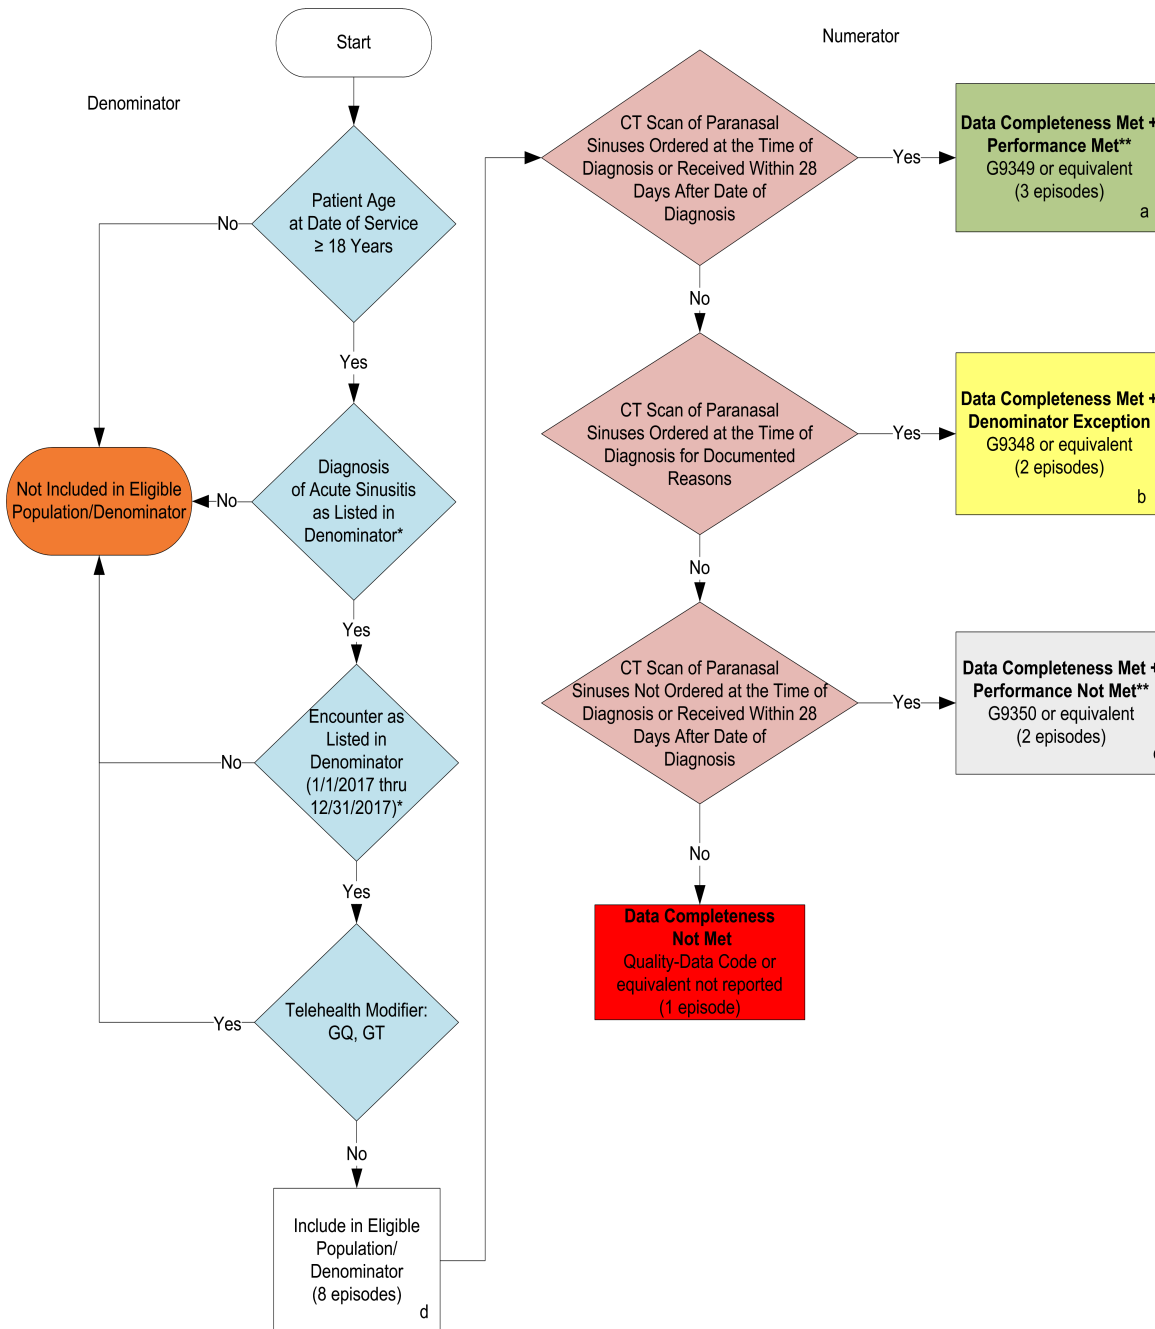 Start
Denominator
Patient Age
at Date of Service
≥ 18 Years
No
Yes
Diagnosis
of Acute Sinusitis
as Listed in
Denominator*
No
Not Included in Eligible
Population/Denominator
Yes
Encounter as
Listed in
Denominator
(1/1/2017 thru
12/31/2017)*
No
Yes
Telehealth Modifier:
GQ, GT
Yes
No
Include in Eligible
Population/
Denominator
(8 episodes)
d
Numerator
CT Scan of Paranasal
Sinuses Ordered at the Time of
Diagnosis or Received Within 28
Days After Date of
Diagnosis
Yes
Data Completeness Met +
Performance Met**
G9349 or equivalent
(3 episodes)
a
No
CT Scan of Paranasal
Sinuses Ordered at the Time of
Diagnosis for Documented
Reasons
Yes
Data Completeness Met +
Denominator Exception
G9348 or equivalent
(2 episodes)
b
No
CT Scan of Paranasal
Sinuses Not Ordered at the Time of
Diagnosis or Received Within 28
Days After Date of
Diagnosis
Yes
Data Completeness Met +
Performance Not Met**
G9350 or equivalent
(2 episodes)
No
Data Completeness
Not Met
Quality-Data Code or
equivalent not reported
(1 episode)